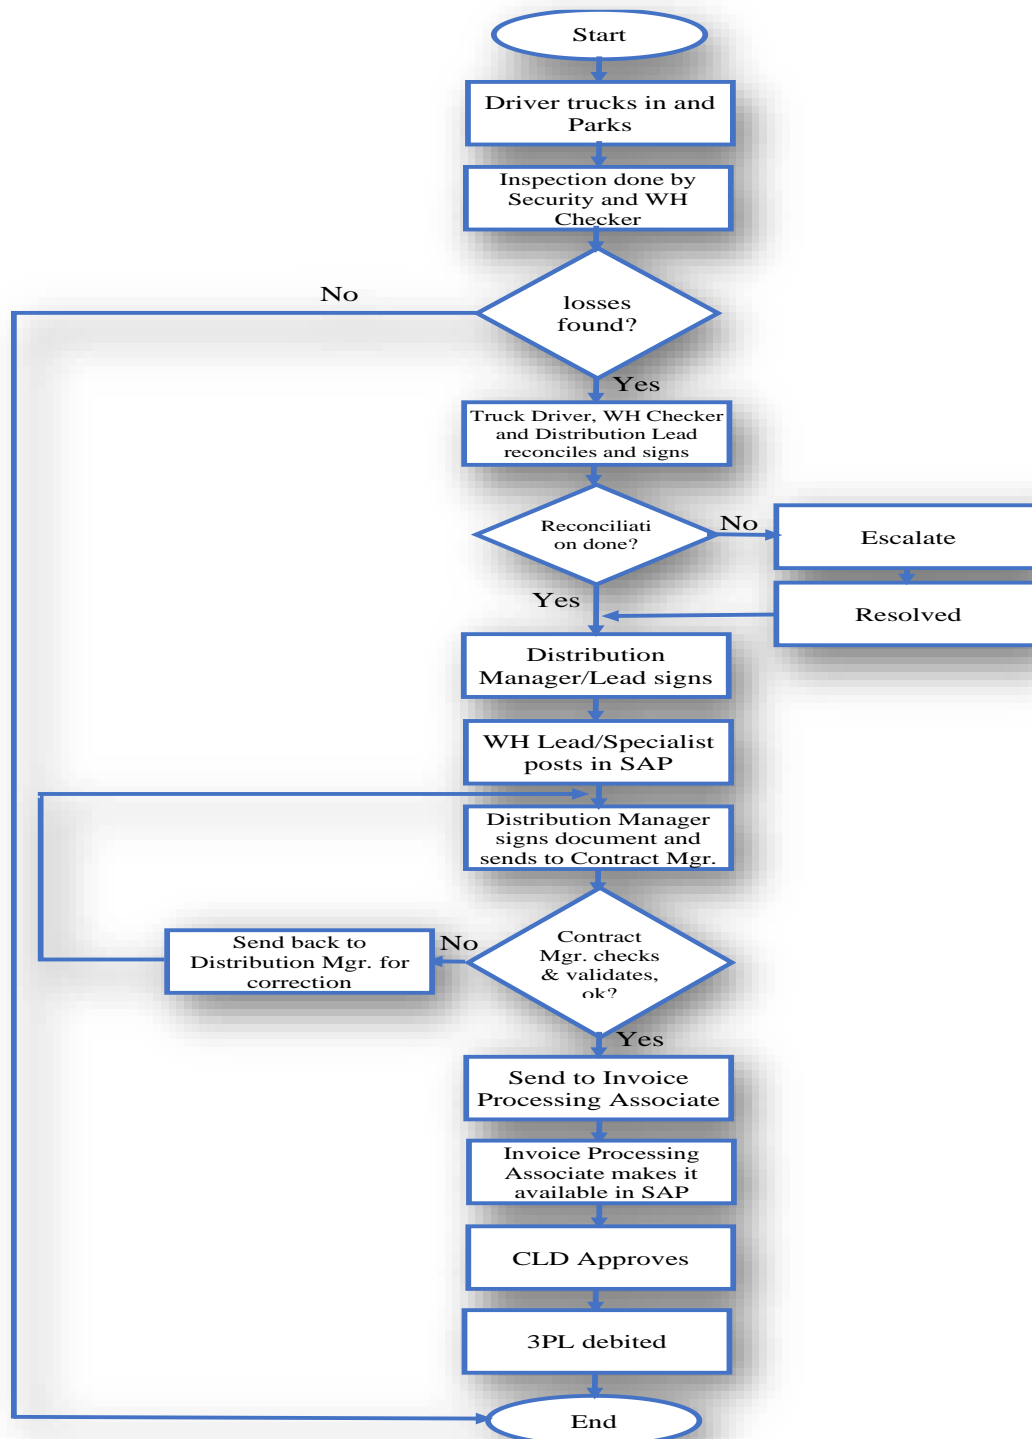 Start
Driver trucks in and
Parks
Inspection done by
Security and WH
Checker
No
losses
found?
Yes
Truck Driver, WH Checker
and Distribution Lead
reconciles and signs
Reconciliati
on done?
No
Escalate
Yes
Resolved
Distribution
Manager/Lead signs
WH Lead/Specialist
posts in SAP
Distribution Manager
signs document and
sends to Contract Mgr.
Send back to
Distribution Mgr. for
correction
No
Contract
Mgr. checks
& validates,
ok?
Yes
Send to Invoice
Processing Associate
Invoice Processing
Associate makes it
available in SAP
CLD Approves
3PL debited
End